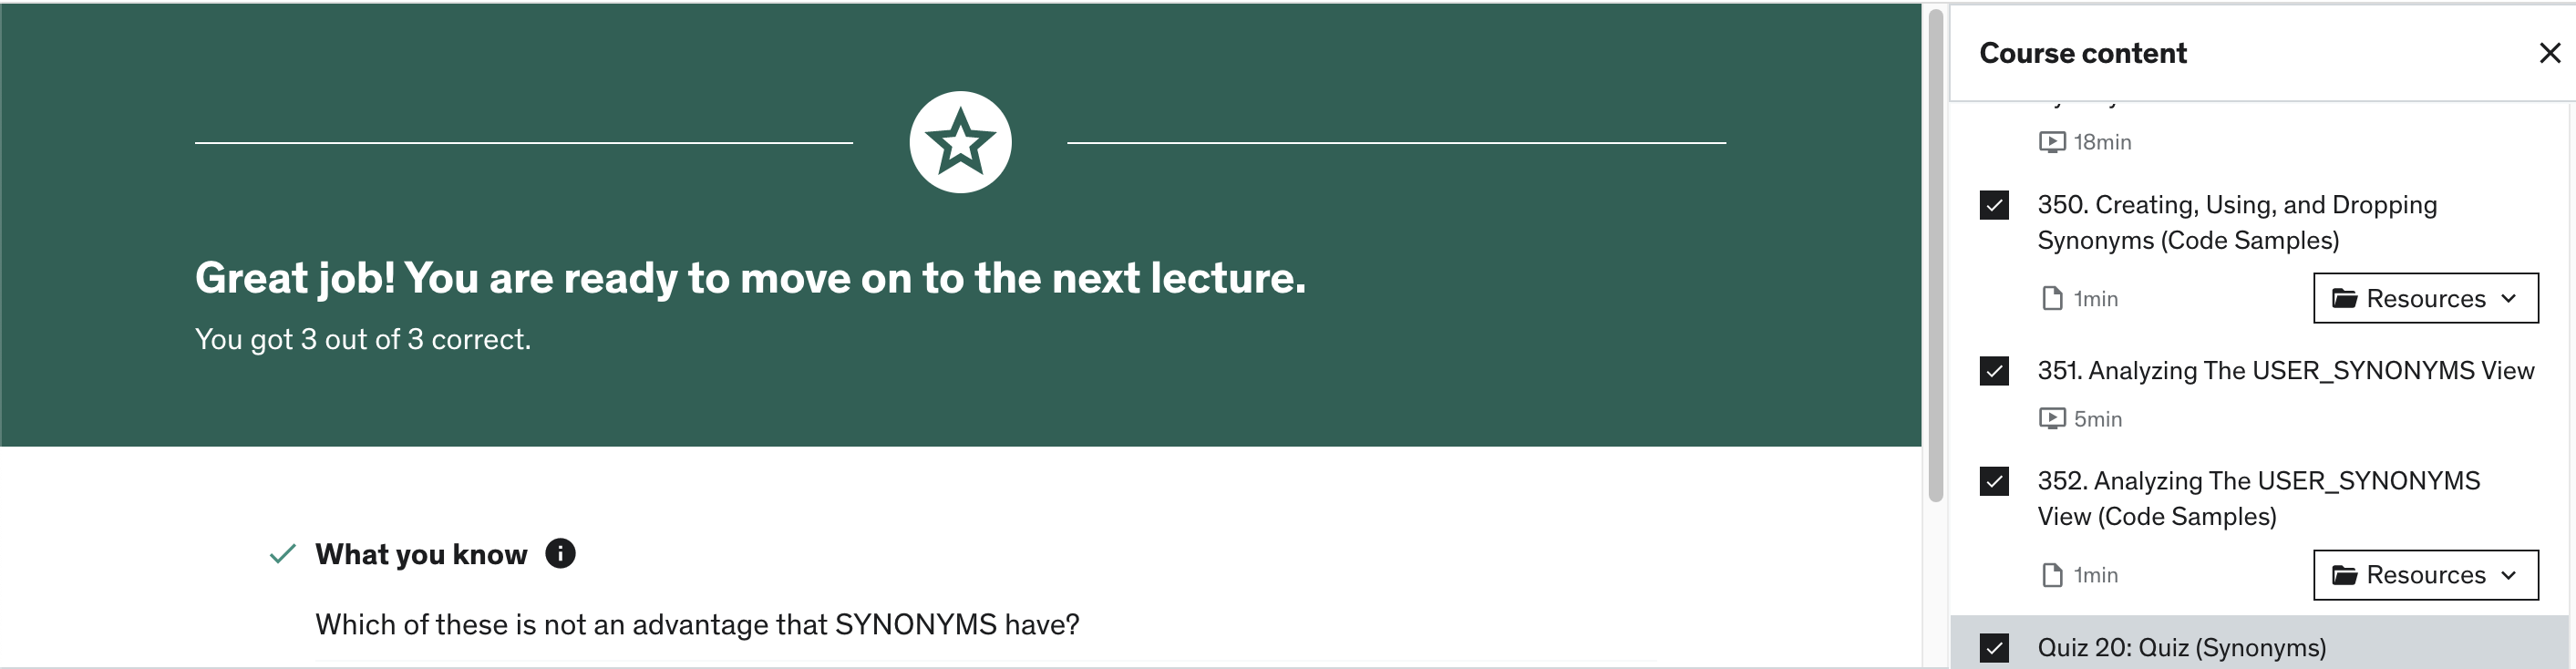 Great job! You are ready to move on to the next lecture.
You got 3 out of 3 correct.
What you know
Which of these is not an advantage that SYNONYMS have?
Course content
18min
350. Creating, Using, and Dropping
Synonyms (Code Samples)
1min
Resources
351. Analyzing The USER_SYNONYMS View
5min
352. Analyzing The USER_SYNONYMS
View (Code Samples)
1min
Resources
Quiz 20: Quiz (Synonyms)